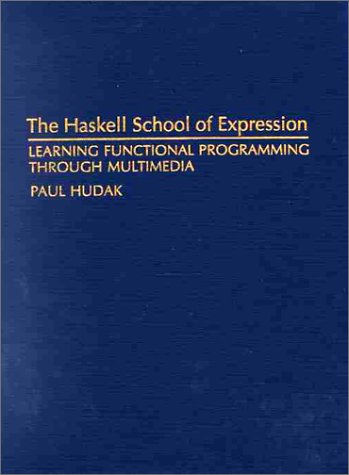 The Haskell School of Expression
LEARNING FUNCTIONAL PROGRAMMING
THROUGH MULTIMEDIA
PAUL HUDAK